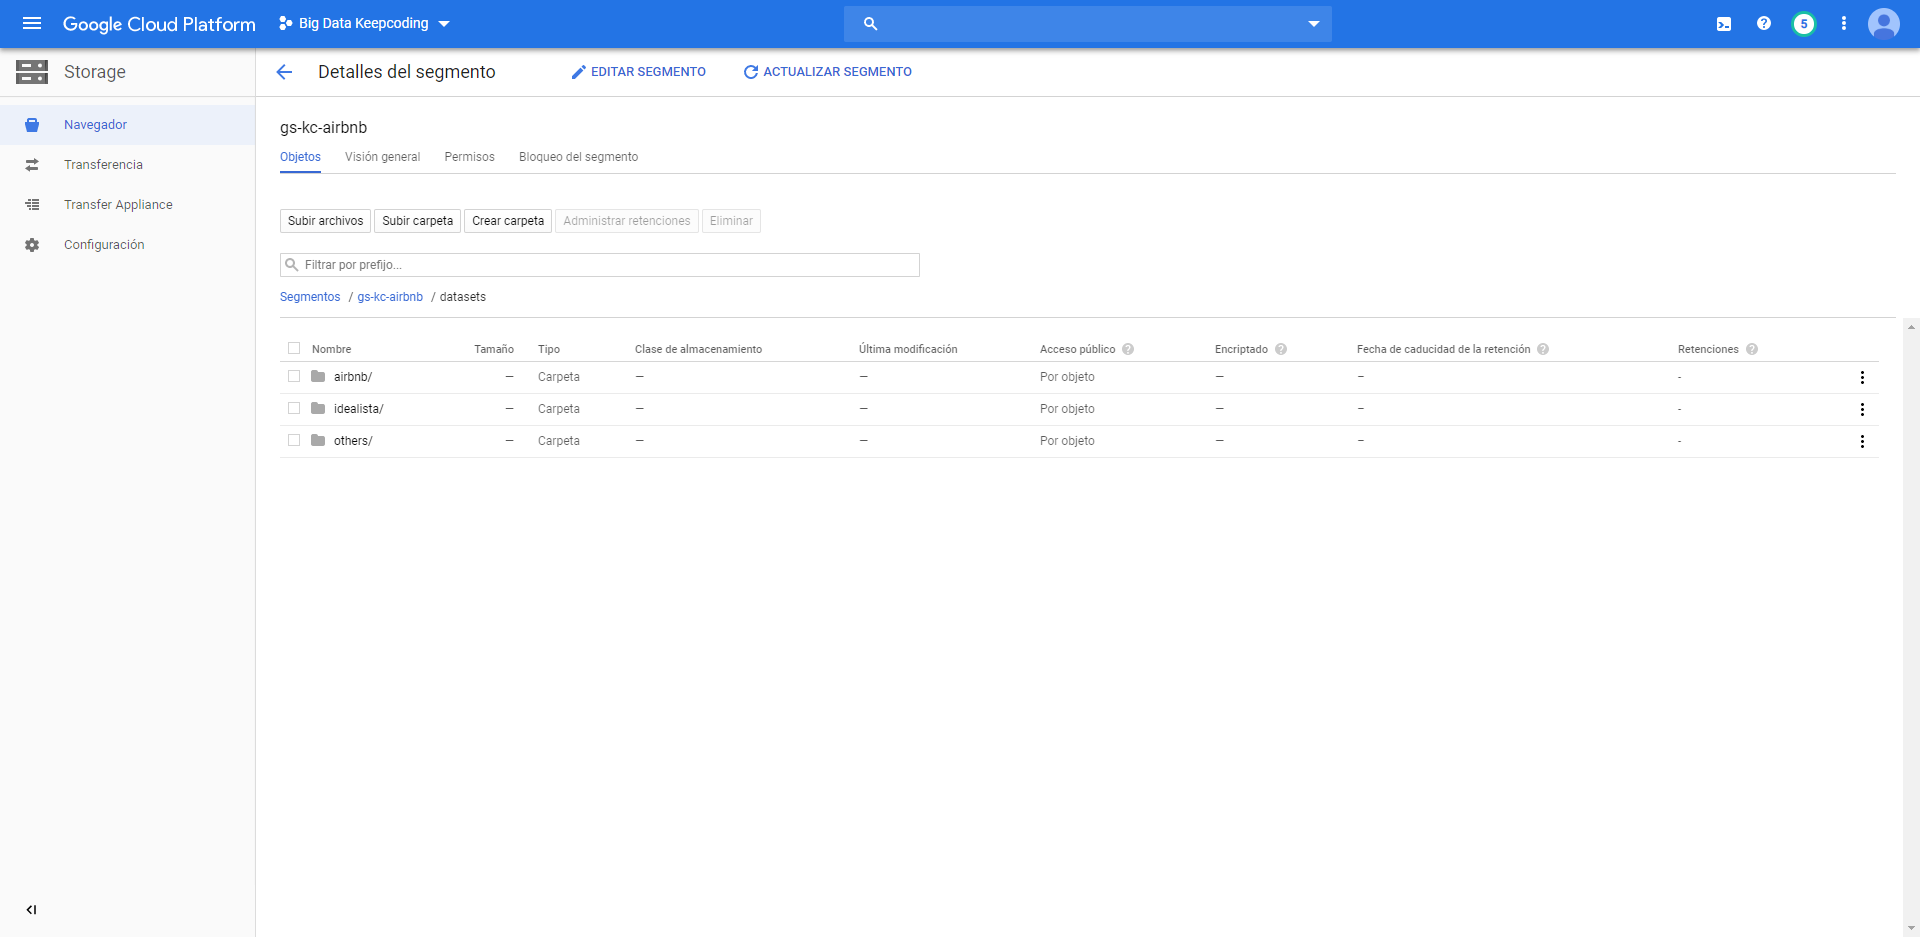 Google Cloud Platform Big Data Keepcoding 5
Storage Detalles del segmento EDITAR SEGMENTO ACTUALIZAR SEGMENTO
Navegador
Transferencia
Transfer Appliance
Configuración
gs-kc-airbnb
Objetos Visión general Permisos Bloqueo del segmento
Subir archivos Subir carpeta Crear carpeta Administrar retenciones Eliminar
Filtrar por prefijo...
Segmentos / gs-kc-airbnb / datasets
Nombre Tamaño Tipo Clase de almacenamiento Última modificación Acceso público Encriptado Fecha de caducidad de la retención Retenciones
airbnb/ — Carpeta — — Por objeto — – -
idealista/ — Carpeta — — Por objeto — – -
others/ — Carpeta — — Por objeto — – -